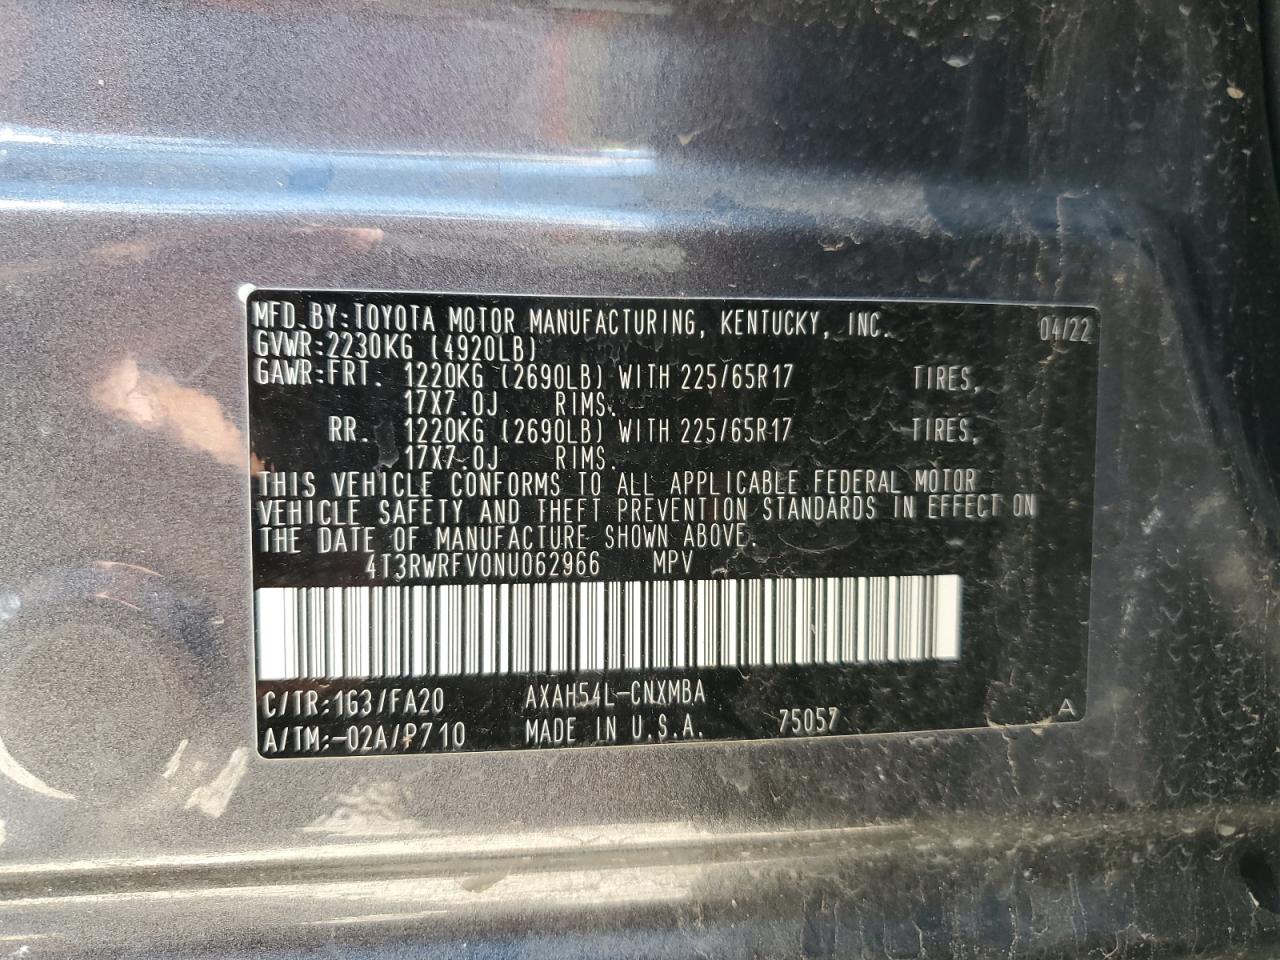 MFD.BY:TOYOTA MOTOR MANUFACTURING, KENTUCKY, INC. 04/22
GVWR:2230KG (4920LB)
GAWR:FRT. 1220KG (2690LB) WITH 225/65R17 TIRES,
17X7.0J RIMS.
RR. 1220KG (2690LB) WITH 225/65R17 TIRES,
17X7.0J RIMS.
THIS VEHICLE CONFORMS TO ALL APPLICABLE FEDERAL MOTOR
VEHICLE SAFETY AND THEFT PREVENTION STANDARDS IN EFFECT ON
THE DATE OF MANUFACTURE SHOWN ABOVE.
4T3RWRFV0NU062966 MPV
C/TR:1G3/FA20 AXAH54L-CNXMBA
A/TM:-02A/P710 MADE IN U.S.A. 75057 A